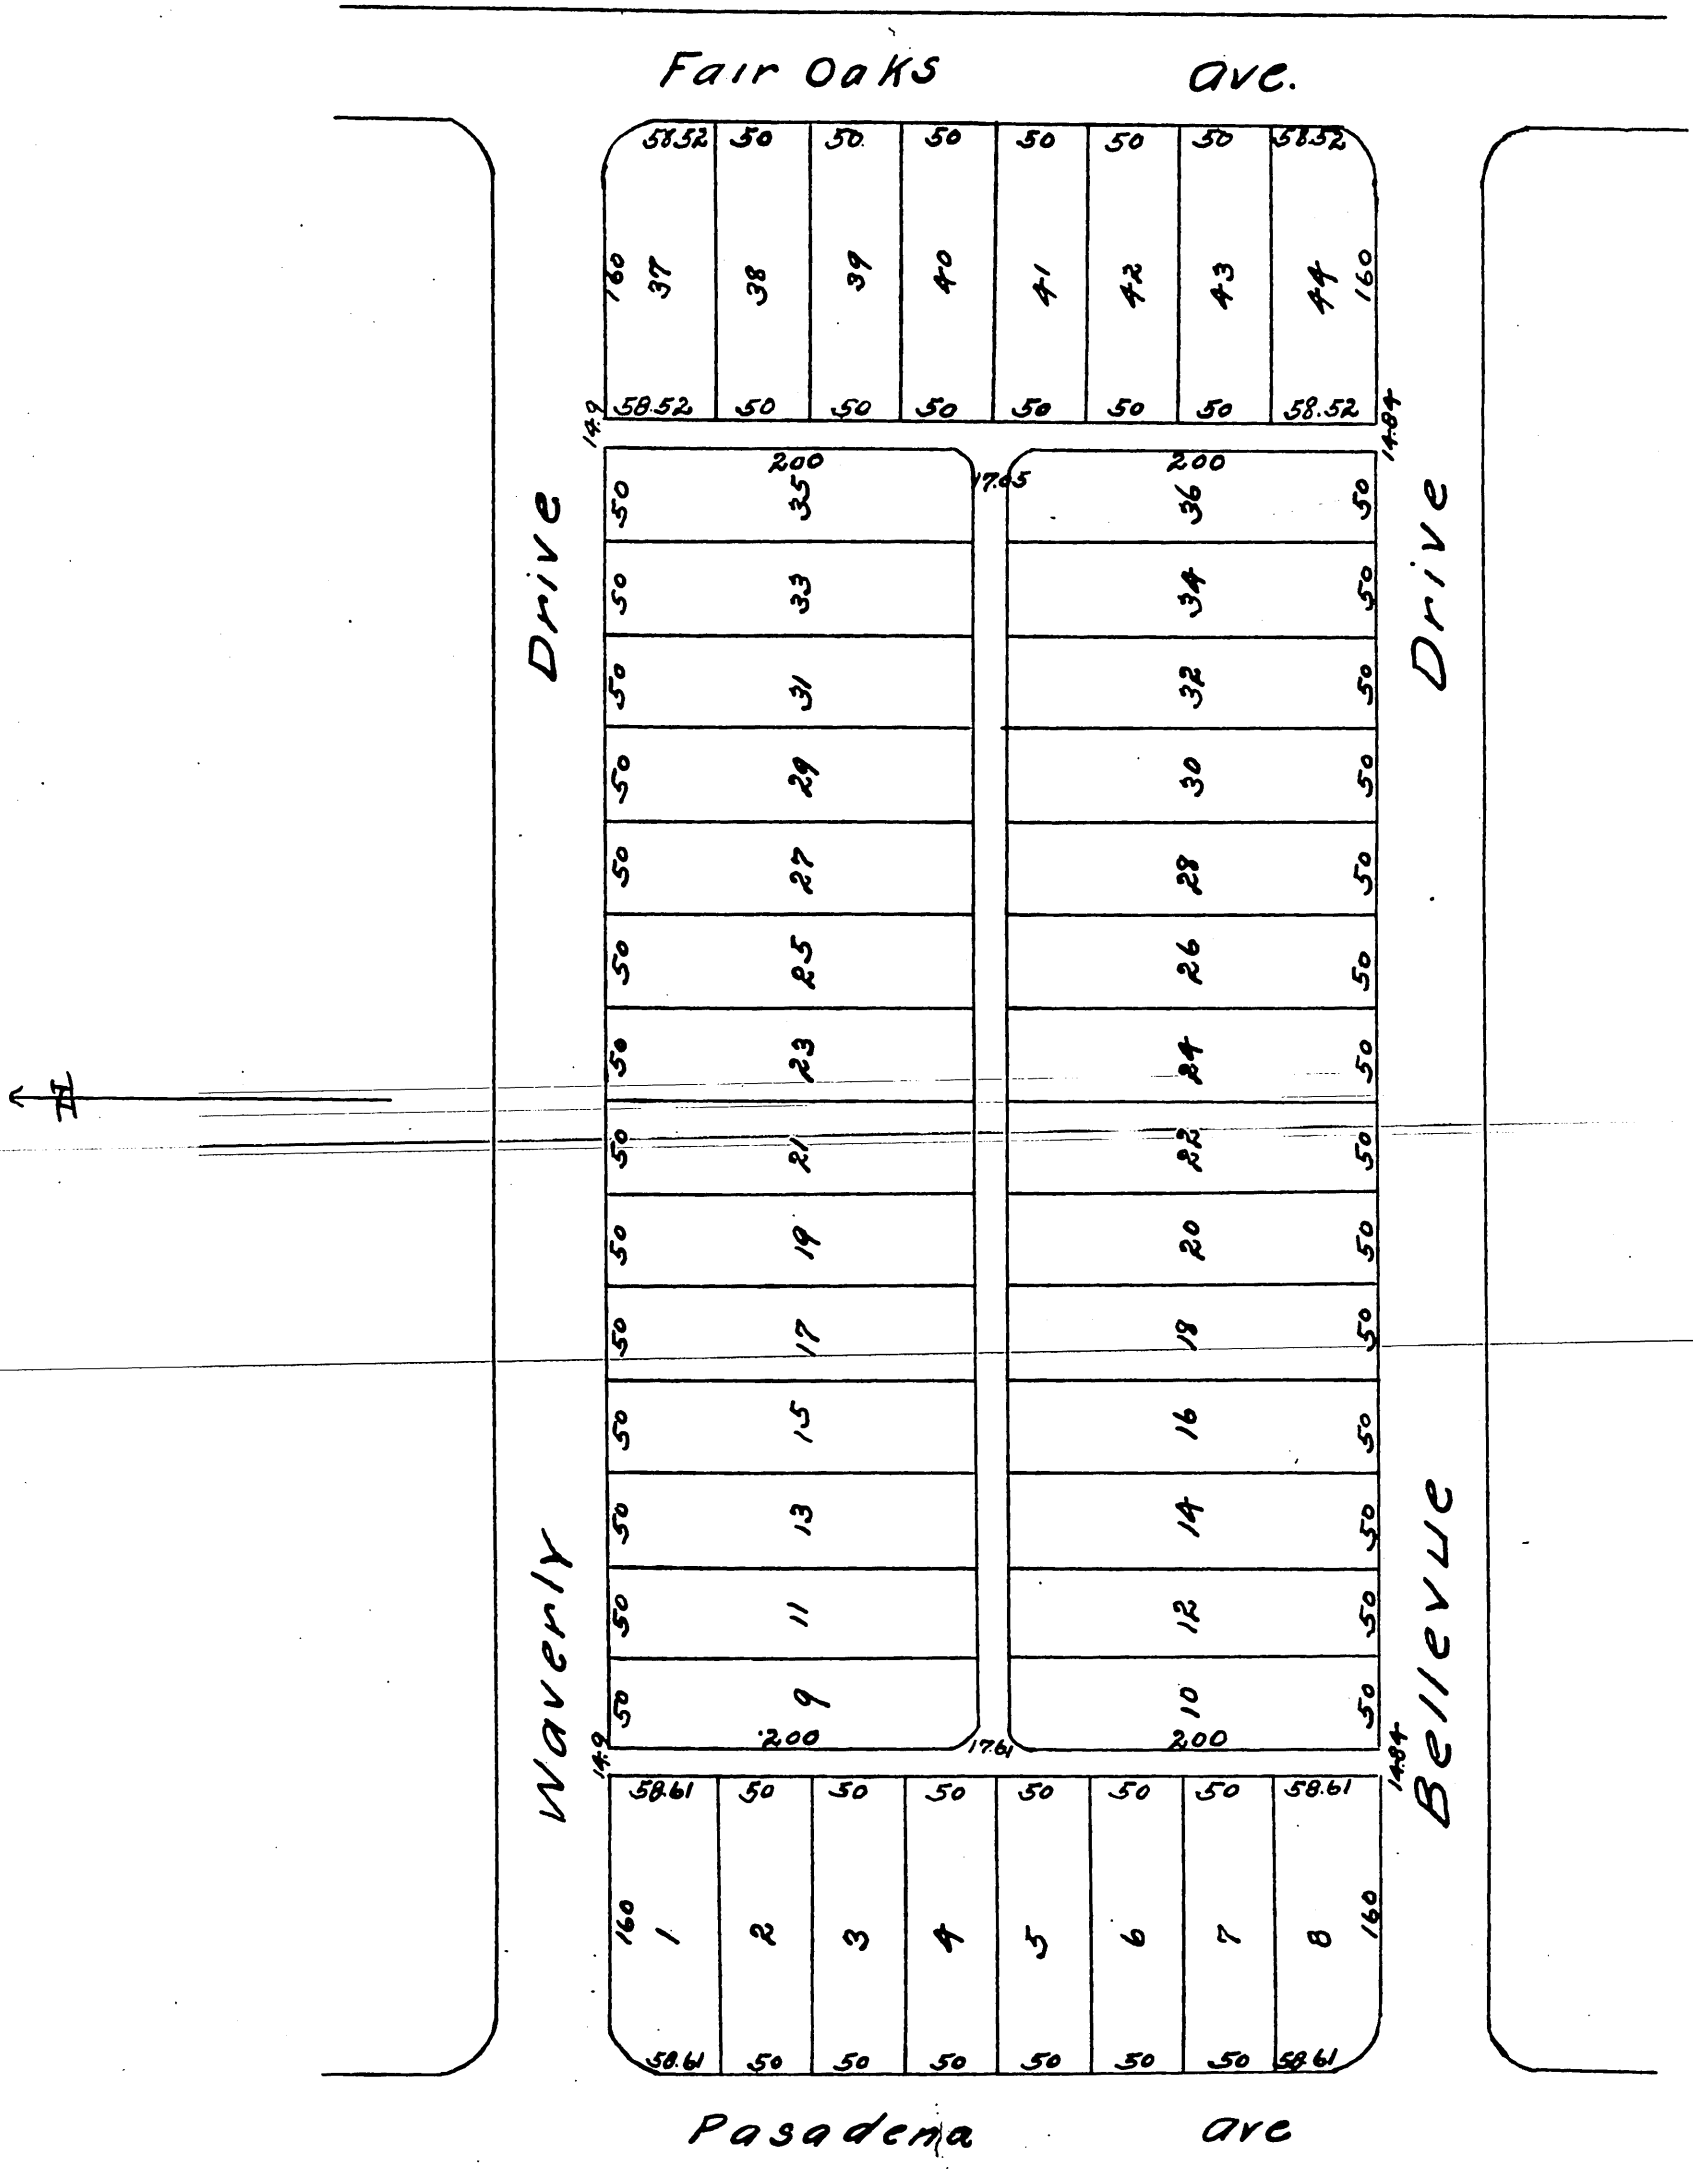 Fair Oaks Ave.
58.52 50 50. 50 50 50 50 58.52
160 37 38 39 40 41 42 43 44 160
58.52 50 50 50 50 50 50 58.52
14.9 14.84
200 17.05 200
50 35 36 50
50 33 34 50
50 31 32 50
50 29 30 50
50 27 28 50
50 25 26 50
50 23 24 50
N
50 21 22 50
50 19 20 50
50 17 18 50
50 15 16 50
50 13 14 50
50 11 12 50
50 9 10 50
200 17.61 200
14.9 14.84
58.61 50 50 50 50 50 50 58.61
160 1 2 3 4 5 6 7 8 160
58.61 50 50 50 50 50 50 58.61
Waverly Drive
Bellevue Drive
Pasadena Ave